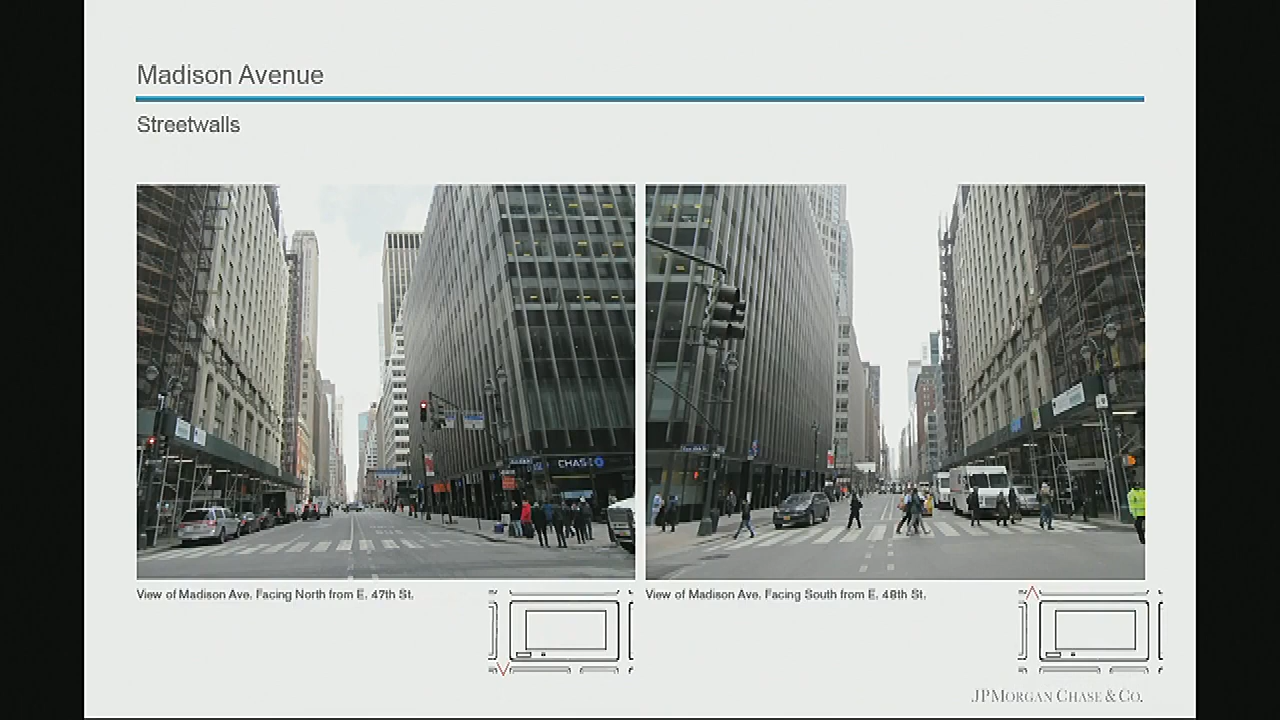 Madison Avenue
Streetwalls
CHASE
View of Madison Ave. Facing North from E. 47th St.
View of Madison Ave. Facing South from E. 48th St.
JPMORGAN CHASE & CO.